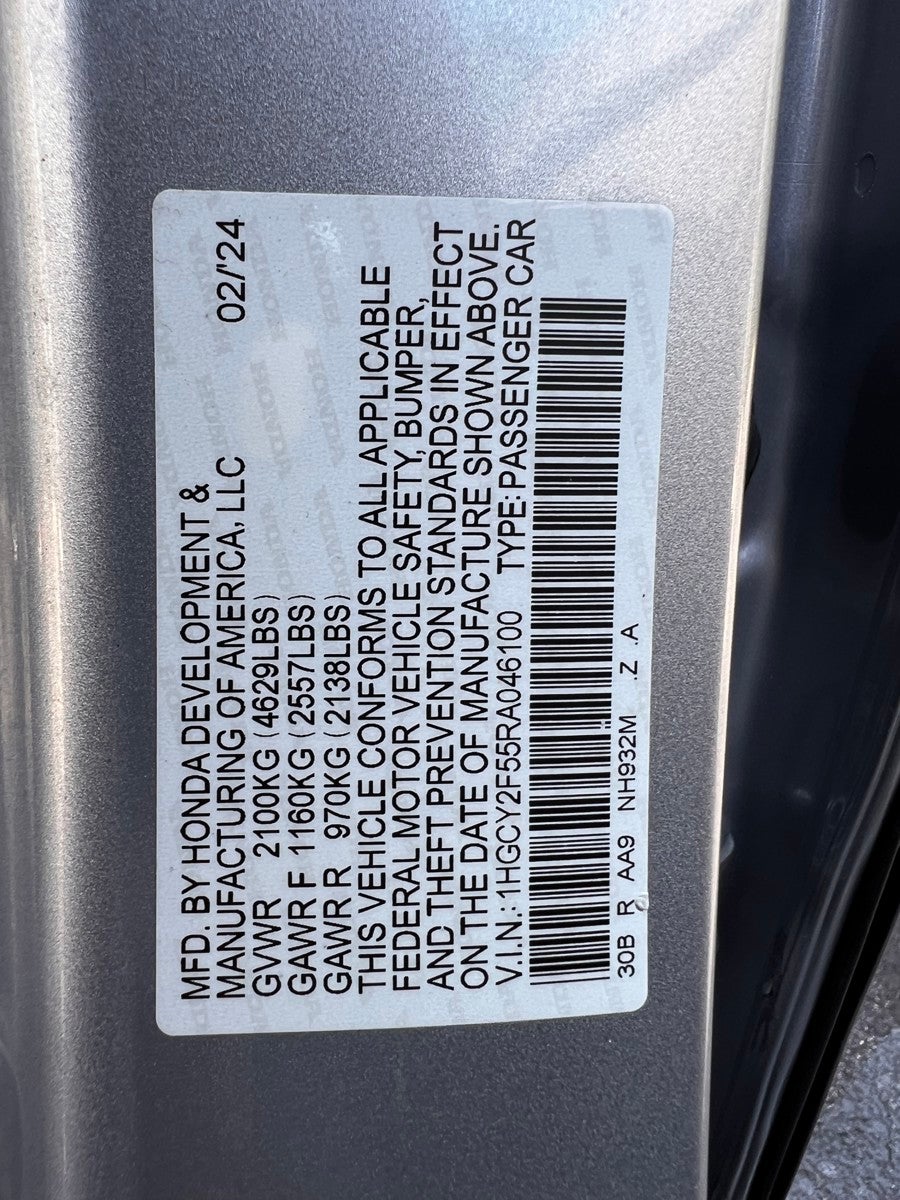 MFD. BY HONDA DEVELOPMENT &
MANUFACTURING OF AMERICA, LLC 02/'24
GVWR 2100KG (4629LBS)
GAWR F 1160KG (2557LBS)
GAWR R 970KG (2138LBS)
THIS VEHICLE CONFORMS TO ALL APPLICABLE
FEDERAL MOTOR VEHICLE SAFETY, BUMPER,
AND THEFT PREVENTION STANDARDS IN EFFECT
ON THE DATE OF MANUFACTURE SHOWN ABOVE.
V.I.N.: 1HGCY2F55RA046100 TYPE: PASSENGER CAR
30B R AA9 NH932M .Z .A